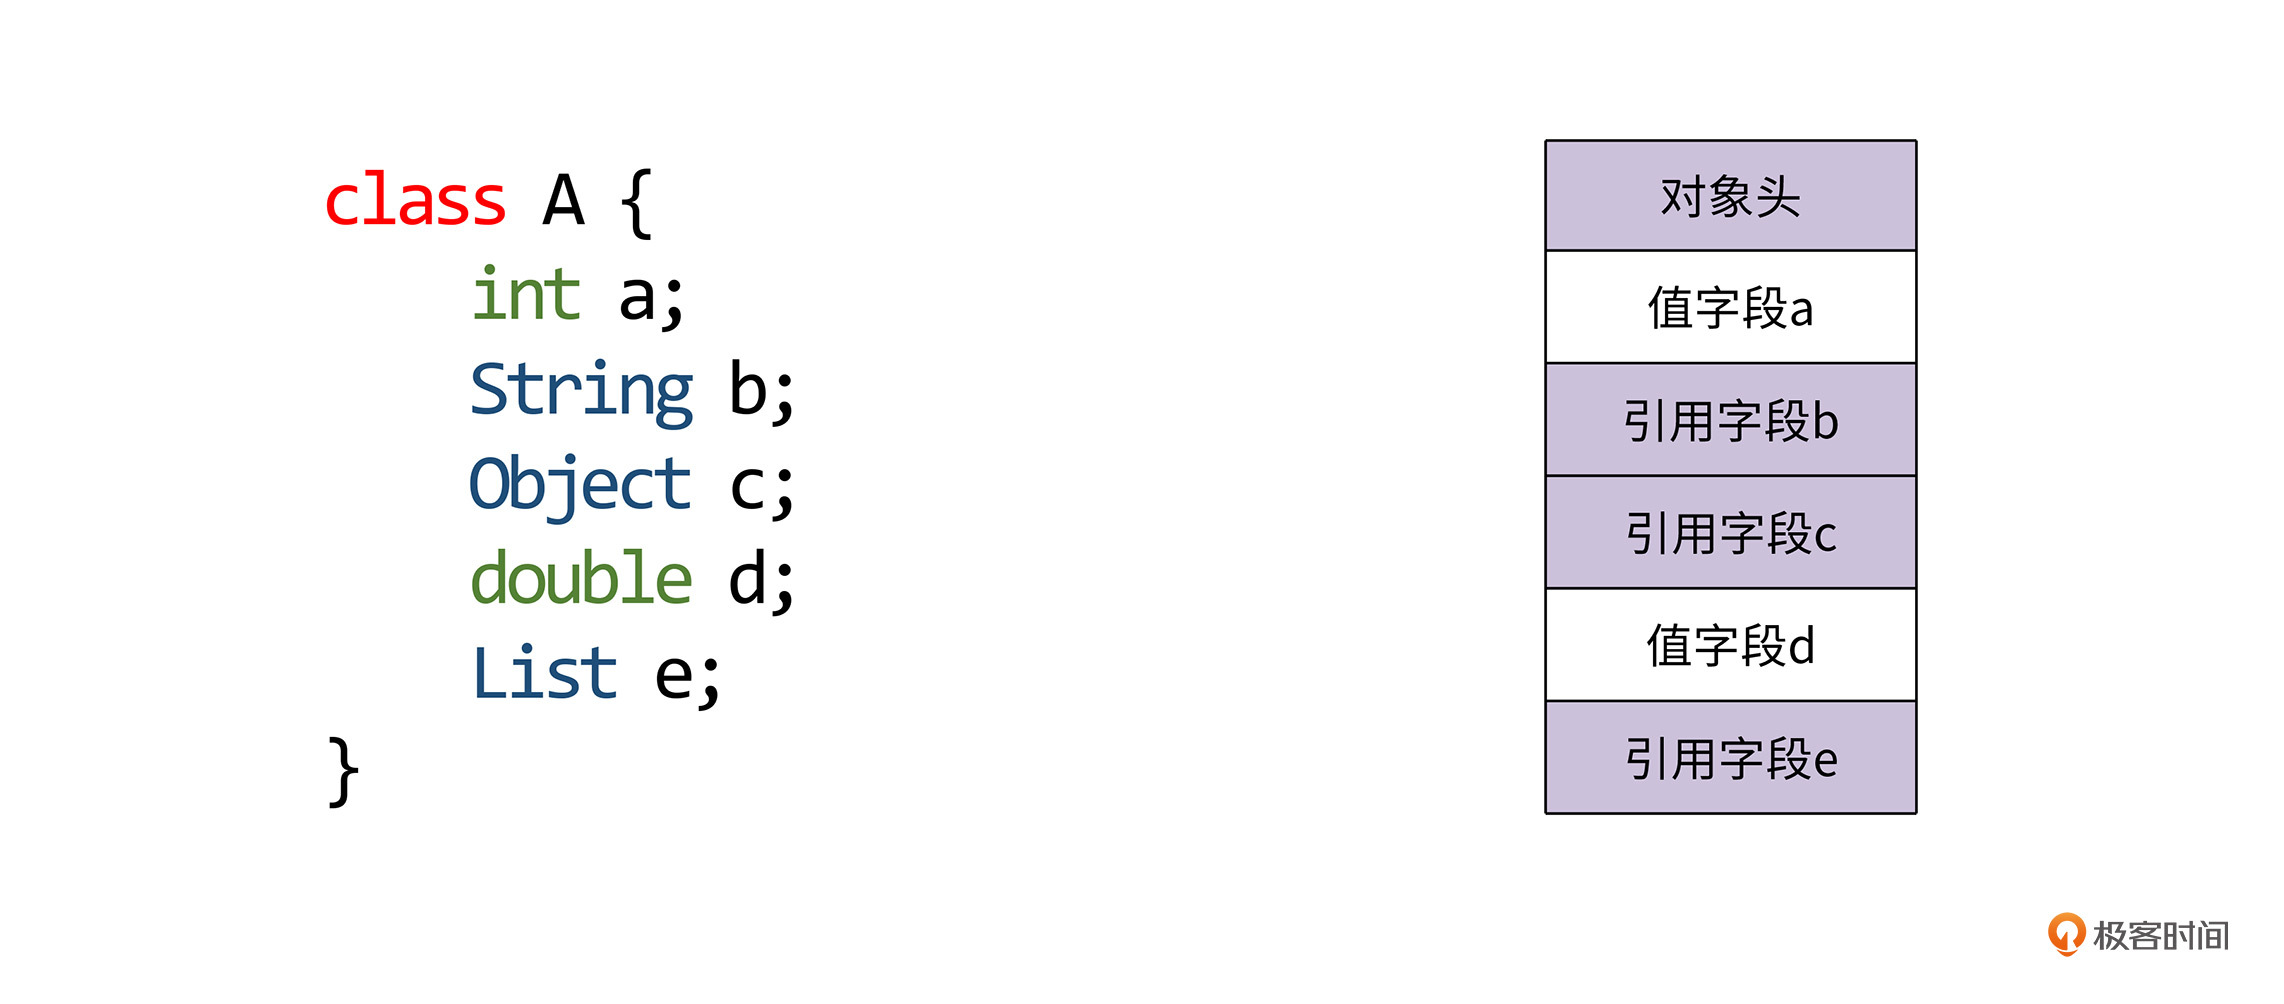 class A {
    int a;
    String b;
    Object c;
    double d;
    List e;
}
对象头
值字段a
引用字段b
引用字段c
值字段d
引用字段e
极客时间